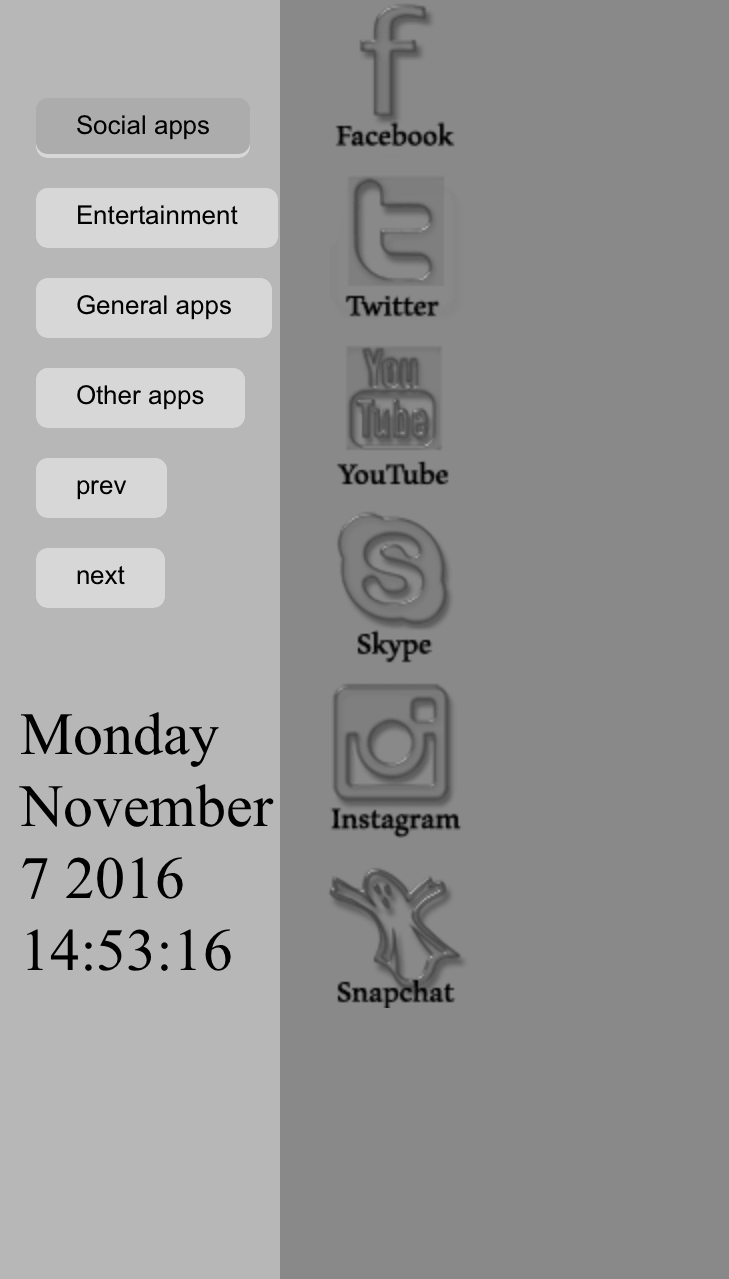 Social apps
Entertainment
General apps
Other apps
prev
next
Monday
November
7 2016
14:53:16
Facebook
Twitter
You
Tube
YouTube
Skype
Instagram
Snapchat